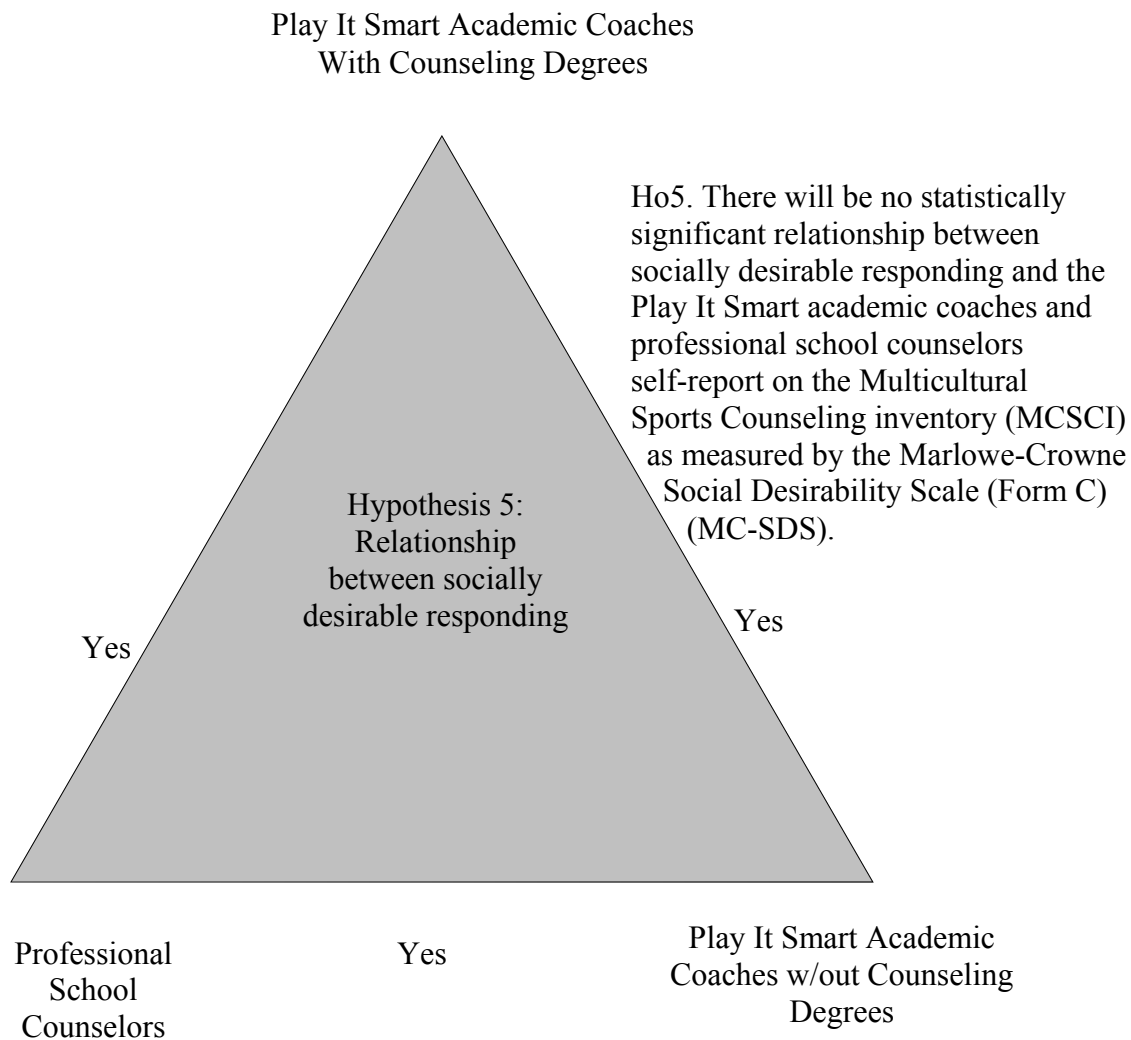 Play It Smart Academic Coaches
With Counseling Degrees
Ho5. There will be no statistically
significant relationship between
socially desirable responding and the
Play It Smart academic coaches and
professional school counselors
self-report on the Multicultural
Sports Counseling inventory (MCSCI)
as measured by the Marlowe-Crowne
Social Desirability Scale (Form C)
(MC-SDS).
Hypothesis 5:
Relationship
between socially
desirable responding
Yes
Yes
Professional
School
Counselors
Yes
Play It Smart Academic
Coaches w/out Counseling
Degrees